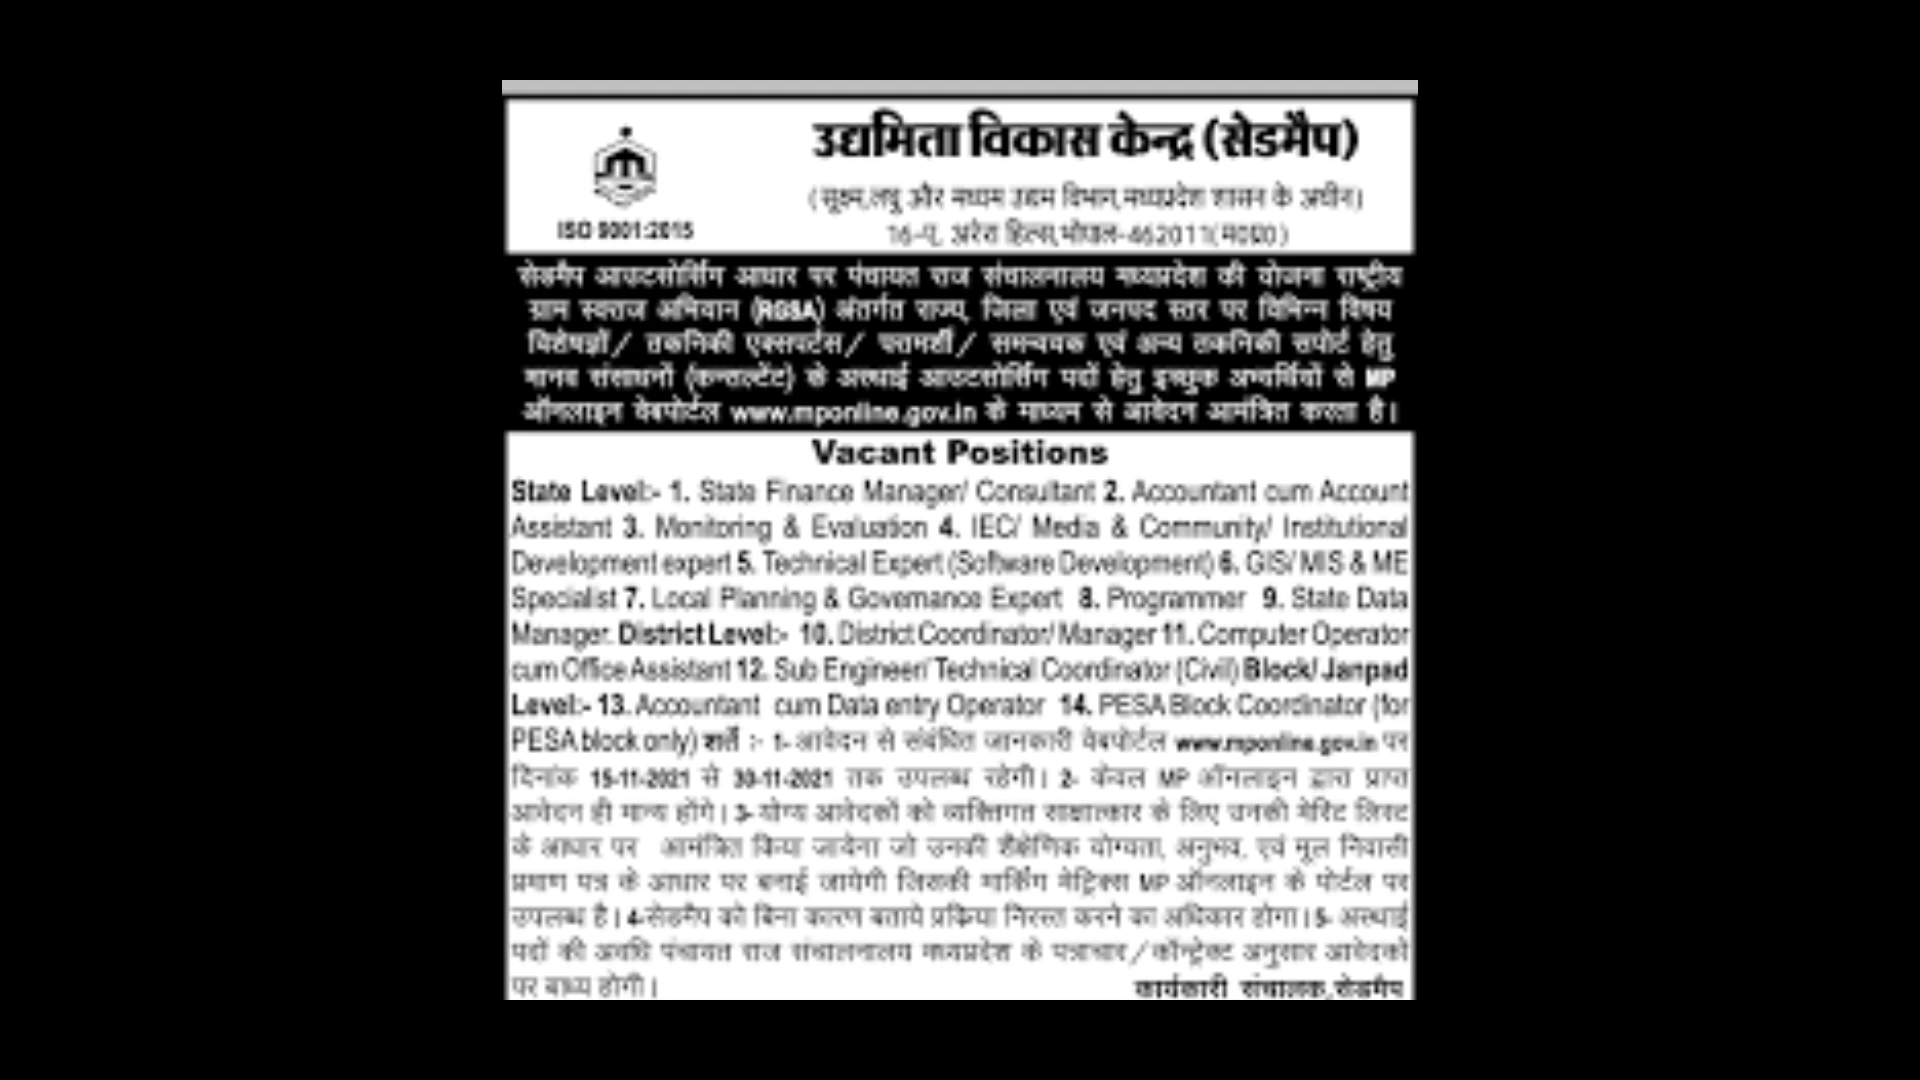 उद्यमिता विकास केन्द्र (सेडमैप)
(सूक्ष्म,लघु और मध्यम उद्यम विभाग,मध्यप्रदेश शासन के अधीन)
ISO 9001:2015
16-ए, अरेरा हिल्स,भोपाल-462011(म0प्र0)
सेडमैप आउटसोर्सिंग आधार पर पंचायत राज संचालनालय मध्यप्रदेश की योजना राष्ट्रीय
ग्राम स्वराज अभियान (RGSA) अंतर्गत राज्य, जिला एवं जनपद स्तर पर विभिन्न विषय
विशेषज्ञों/ तकनिकी एक्सपर्टस/ परामर्शी/ समन्वयक एवं अन्य तकनिकी सपोर्ट हेतु
मानव संसाधनों (कन्सल्टेंट) के अस्थाई आउटसोर्सिंग पदों हेतु इच्छुक अभ्यर्थियों से MP
ऑनलाइन वेबपोर्टल www.mponline.gov.in के माध्यम से आवेदन आमंत्रित करता है।
Vacant Positions
State Level:- 1. State Finance Manager/ Consultant 2. Accountant cum Account
Assistant 3. Monitoring & Evaluation 4. IEC/ Media & Community/ Institutional
Development expert 5. Technical Expert (Software Development) 6. GIS/ MIS & ME
Specialist 7. Local Planning & Governance Expert 8. Programmer 9. State Data
Manager. District Level:- 10. District Coordinator/ Manager 11. Computer Operator
cum Office Assistant 12. Sub Engineer/ Technical Coordinator (Civil) Block/ Janpad
Level:- 13. Accountant cum Data entry Operator 14. PESA Block Coordinator (for
PESA block only) शर्ते :- 1- आवेदन से संबंधित जानकारी वेबपोर्टल www.mponline.gov.in पर
दिनांक 15-11-2021 से 30-11-2021 तक उपलब्ध रहेगी। 2- केवल MP ऑनलाइन द्वारा प्राप्त
आवेदन ही मान्य होंगे। 3- योग्य आवेदकों को व्यक्तिगत साक्षात्कार के लिए उनकी मेरिट लिस्ट
के आधार पर आमंत्रित किया जावेगा जो उनकी शैक्षेणिक योग्यता, अनुभव, एवं मूल निवासी
प्रमाण पत्र के आधार पर बनाई जायेगी जिसकी मार्किंग मेट्रिक्स MP ऑनलाइन के पोर्टल पर
उपलब्ध है। 4-सेडमैप को बिना कारण बताये प्रक्रिया निरस्त करने का अधिकार होगा। 5- अस्थाई
पदों की अवधि पंचायत राज संचालनालय मध्यप्रदेश के पत्राचार/कॉन्ट्रेक्ट अनुसार आवेदको
पर बाध्य होगी।
कार्यकारी संचालक,सेडमैप